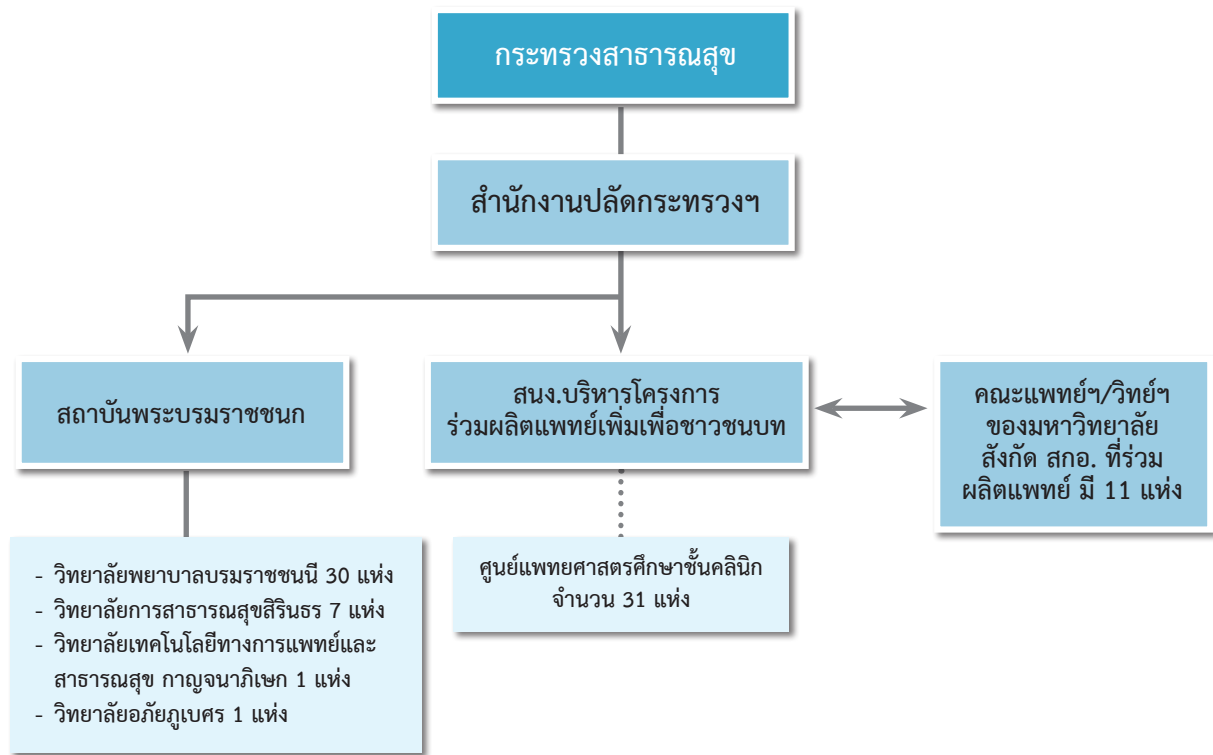 กระทรวงสาธารณสุข
สำนักงานปลัดกระทรวงฯ
สถาบันพระบรมราชชนก
สนง.บริหารโครงการ
ร่วมผลิตแพทย์เพิ่มเพื่อชาวชนบท
คณะแพทย์ฯ/วิทย์ฯ
ของมหาวิทยาลัย
สังกัด สกอ. ที่ร่วม
ผลิตแพทย์ มี 11 แห่ง
- วิทยาลัยพยาบาลบรมราชชนนี 30 แห่ง
- วิทยาลัยการสาธารณสุขสิรินธร 7 แห่ง
- วิทยาลัยเทคโนโลยีทางการแพทย์และ
สาธารณสุข กาญจนาภิเษก 1 แห่ง
- วิทยาลัยอภัยภูเบศร 1 แห่ง
ศูนย์แพทยศาสตรศึกษาชั้นคลินิก
จำนวน 31 แห่ง